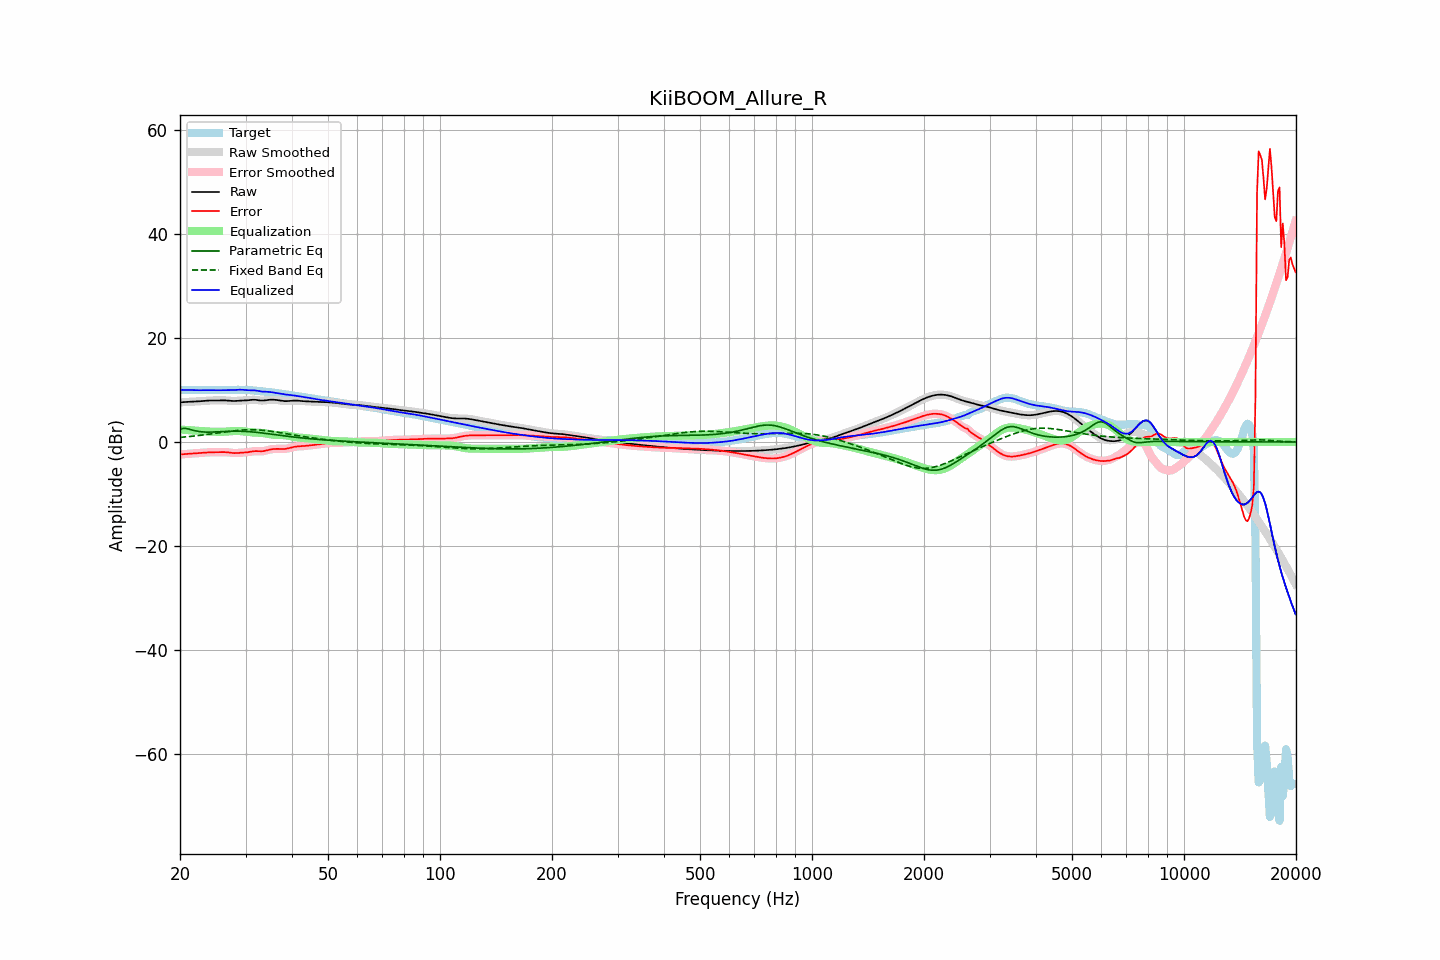 KiiBOOM_Allure_R
Target
Raw Smoothed
Error Smoothed
Raw
Error
Equalization
Parametric Eq
Fixed Band Eq
Equalized
60
40
20
0
−20
−40
−60
Amplitude (dBr)
20 50 100 200 500 1000 2000 5000 10000 20000
Frequency (Hz)